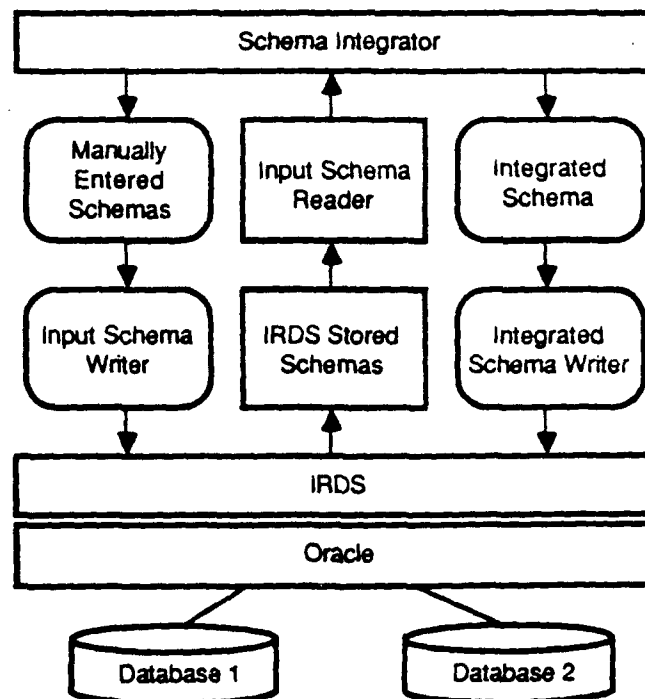 Schema Integrator
Manually
Entered
Schemas
Input Schema
Reader
Integrated
Schema
Input Schema
Writer
IRDS Stored
Schemas
Integrated
Schema Writer
IRDS
Oracle
Database 1
Database 2